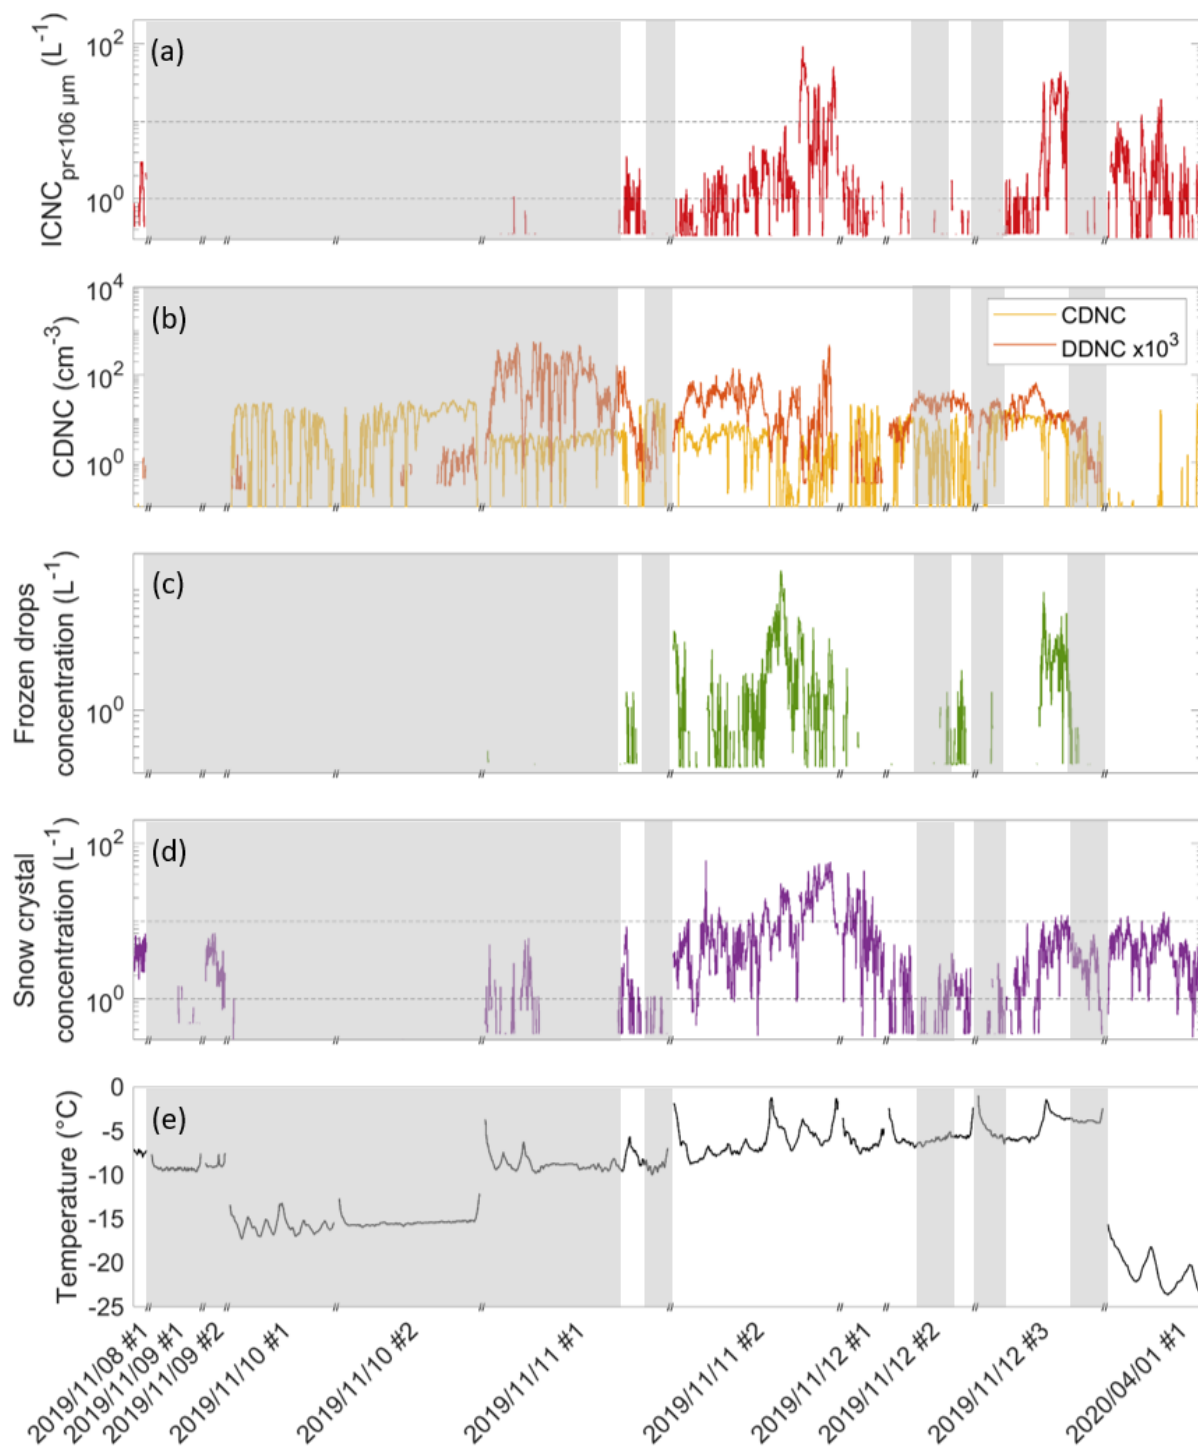 (a)
ICNC pr<106 μm (L-1)
10²
10⁰
(b)
CDNC (cm-3)
10⁴
10²
10⁰
CDNC
DDNC x10³
(c)
Frozen drops
concentration (L-1)
10⁰
(d)
Snow crystal
concentration (L-1)
10²
10⁰
(e)
Temperature (°C)
0
-5
-10
-15
-20
-25
2019/11/08 #1
2019/11/09 #1
2019/11/09 #2
2019/11/10 #1
2019/11/10 #2
2019/11/11 #1
2019/11/11 #2
2019/11/12 #1
2019/11/12 #2
2019/11/12 #3
2020/04/01 #1